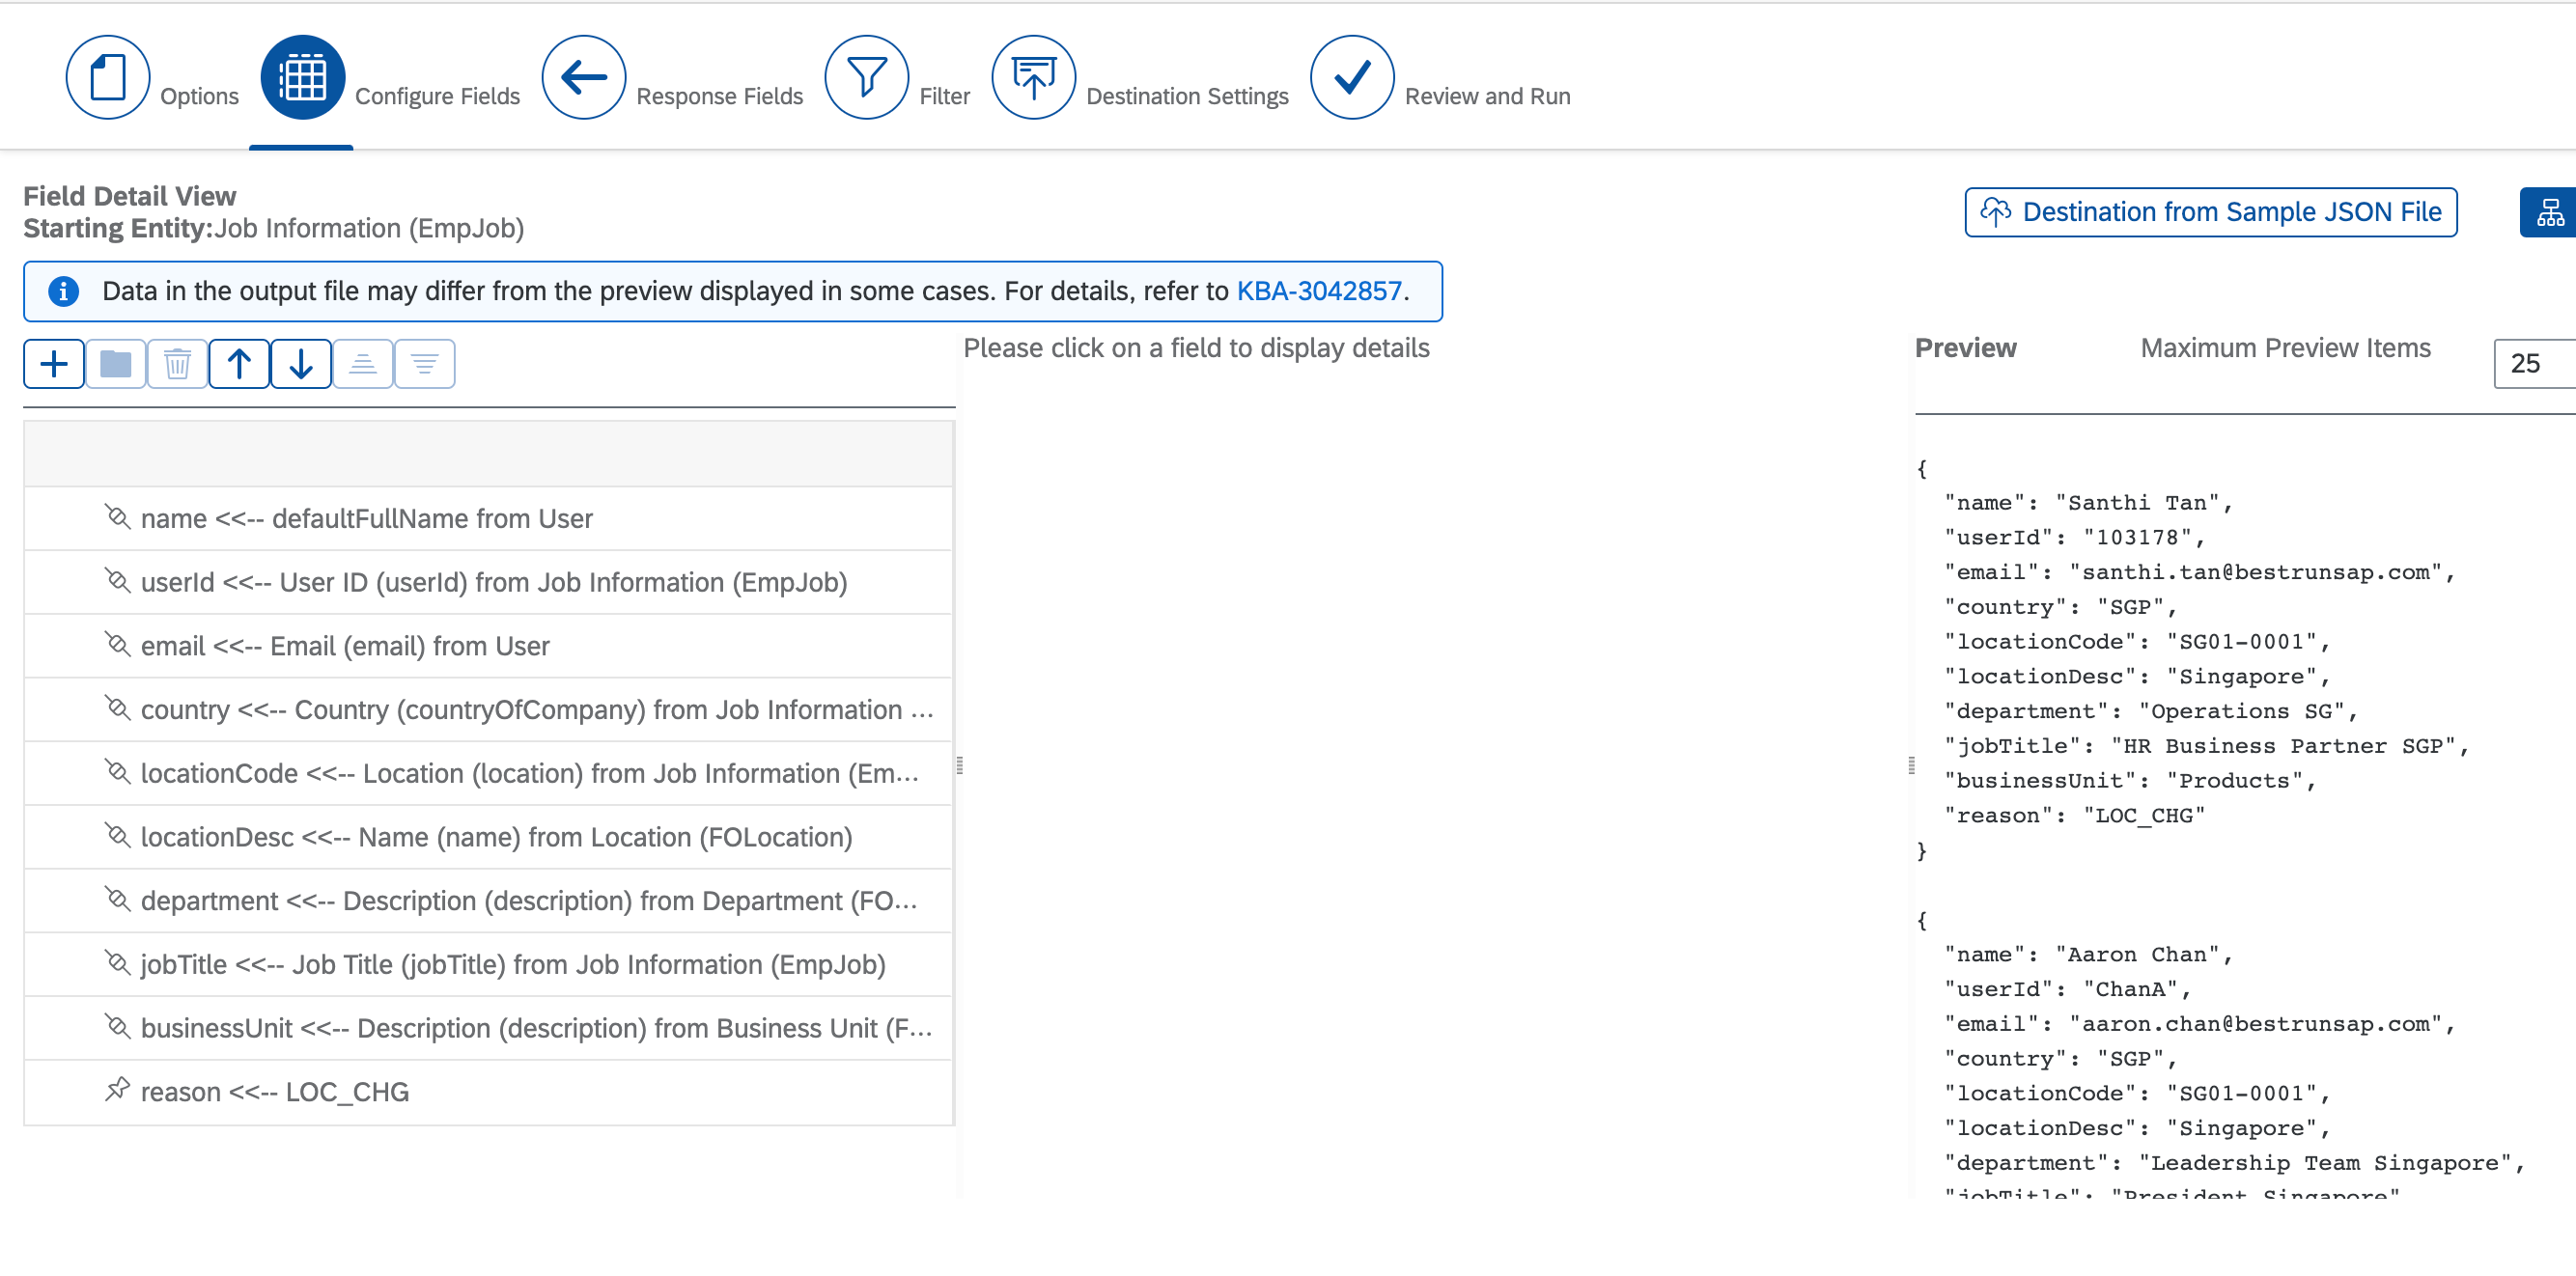 Options
Configure Fields
Response Fields
Filter
Destination Settings
Review and Run
Field Detail View
Starting Entity:Job Information (EmpJob)
Destination from Sample JSON File
Data in the output file may differ from the preview displayed in some cases. For details, refer to KBA-3042857.
Please click on a field to display details
Preview
Maximum Preview Items
25
name <<-- defaultFullName from User
userId <<-- User ID (userId) from Job Information (EmpJob)
email <<-- Email (email) from User
country <<-- Country (countryOfCompany) from Job Information ...
locationCode <<-- Location (location) from Job Information (Em...
locationDesc <<-- Name (name) from Location (FOLocation)
department <<-- Description (description) from Department (FO...
jobTitle <<-- Job Title (jobTitle) from Job Information (EmpJob)
businessUnit <<-- Description (description) from Business Unit (F...
reason <<-- LOC_CHG
{
"name": "Santhi Tan",
"userId": "103178",
"email": "santhi.tan@bestrunsap.com",
"country": "SGP",
"locationCode": "SG01-0001",
"locationDesc": "Singapore",
"department": "Operations SG",
"jobTitle": "HR Business Partner SGP",
"businessUnit": "Products",
"reason": "LOC_CHG"
}
{
"name": "Aaron Chan",
"userId": "ChanA",
"email": "aaron.chan@bestrunsap.com",
"country": "SGP",
"locationCode": "SG01-0001",
"locationDesc": "Singapore",
"department": "Leadership Team Singapore",
"jobTitle": "President Singapore"